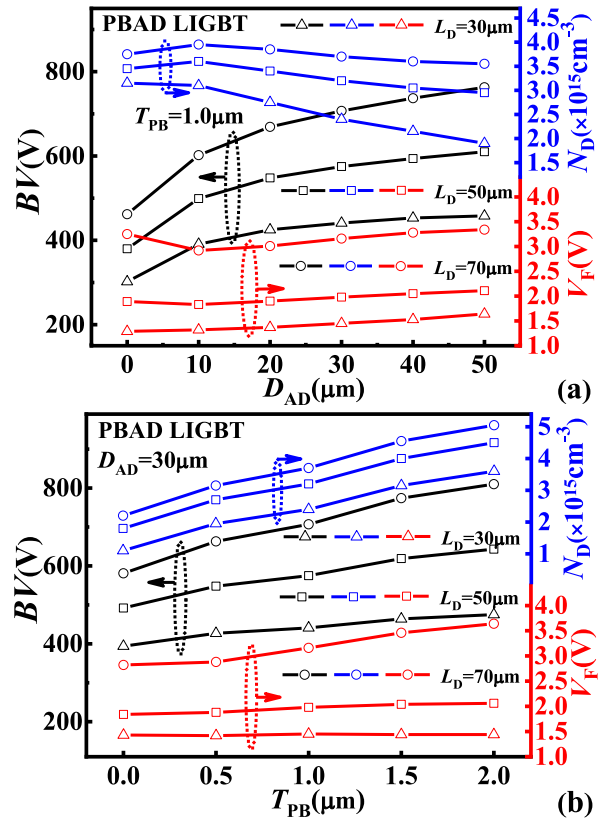 PBAD LIGBT
L_D=30μm
T_PB=1.0μm
L_D=50μm
L_D=70μm
BV(V)
800
600
400
200
N_D(×10^15cm^-3)
4.5
4.0
3.5
3.0
2.5
2.0
V_F(V)
4.0
3.5
3.0
2.5
2.0
1.5
1.0
0 10 20 30 40 50
D_AD(μm)
(a)
PBAD LIGBT
D_AD=30μm
L_D=30μm
L_D=50μm
L_D=70μm
BV(V)
800
600
400
200
N_D(×10^15cm^-3)
5
4
3
2
1
V_F(V)
4.0
3.5
3.0
2.5
2.0
1.5
1.0
0.0 0.5 1.0 1.5 2.0
T_PB(μm)
(b)